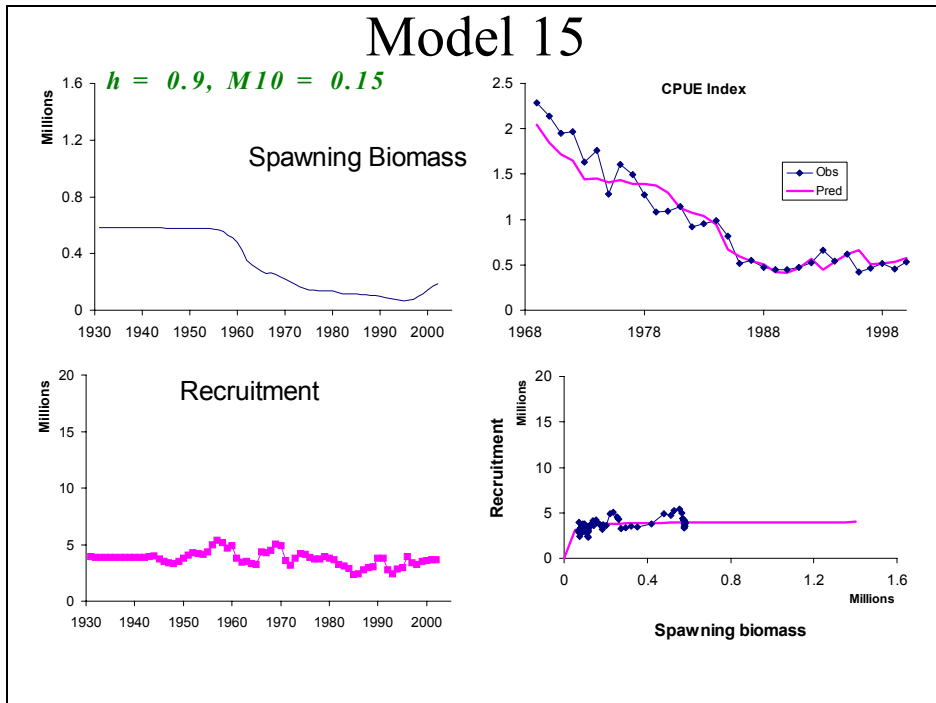 Model 15
h = 0.9, M10 = 0.15
Millions
1.6
1.2
0.8
0.4
0
Spawning Biomass
1930 1940 1950 1960 1970 1980 1990 2000
CPUE Index
2.5
2
1.5
1
0.5
0
Obs
Pred
1968 1978 1988 1998
Recruitment
Millions
20
15
10
5
0
1930 1940 1950 1960 1970 1980 1990 2000
Recruitment
Millions
20
15
10
5
0
0 0.4 0.8 1.2 1.6
Millions
Spawning biomass